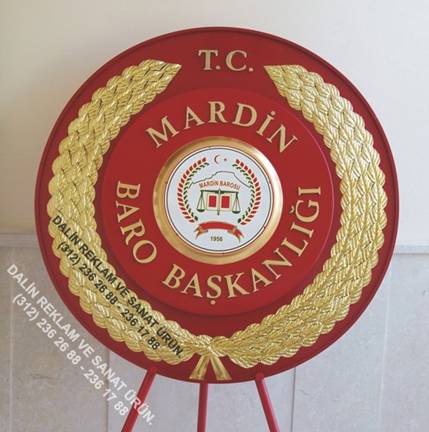 T.C.
MARDİN
BARO BAŞKANLIĞI
MARDİN BAROSU
1956
DALİN REKLAM VE SANAT ÜRÜN.
(312) 236 26 88 - 236 17 88
DALİN REKLAM VE SANAT ÜRÜN.
(312) 236 26 88 - 236 17 88